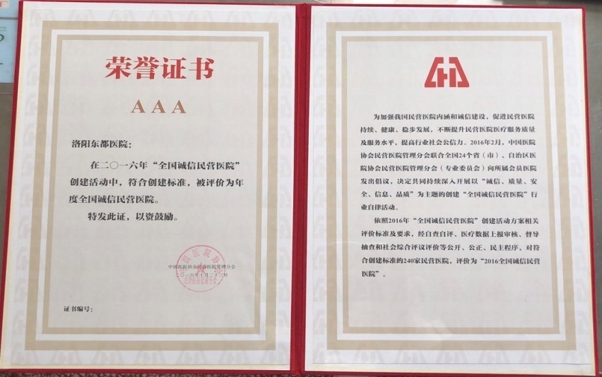 荣誉证书
AAA
洛阳东都医院：
在二〇一六年“全国诚信民营医院”
创建活动中，符合创建标准，被评价为年
度全国诚信民营医院。
特发此证，以资鼓励。
中国医院协会民营医院管理分会
证书编号：
为加强我国民营医院内涵和诚信建设，促进民营医院
持续、健康、稳步发展，不断提升民营医院医疗服务质量
及服务水平，提高行业社会公信力。2016年2月，中国医院
协会民营医院管理分会联合全国24个省（市）、自治区医
院协会民营医院管理分会（专业委员会）向所属会员医院
发出倡议，决定共同持续深入开展以“诚信、质量、安
全、信息、品质”为主题的创建“全国诚信民营医院”行
业自律活动。
依照2016年“全国诚信民营医院”创建活动方案相关
评价标准及要求，经自查自评、医疗数据上报审核、督导
抽查和社会综合评议评价等公开、公正、民主程序，对符
合创建标准的240家民营医院，评价为“2016全国诚信民营
医院”。